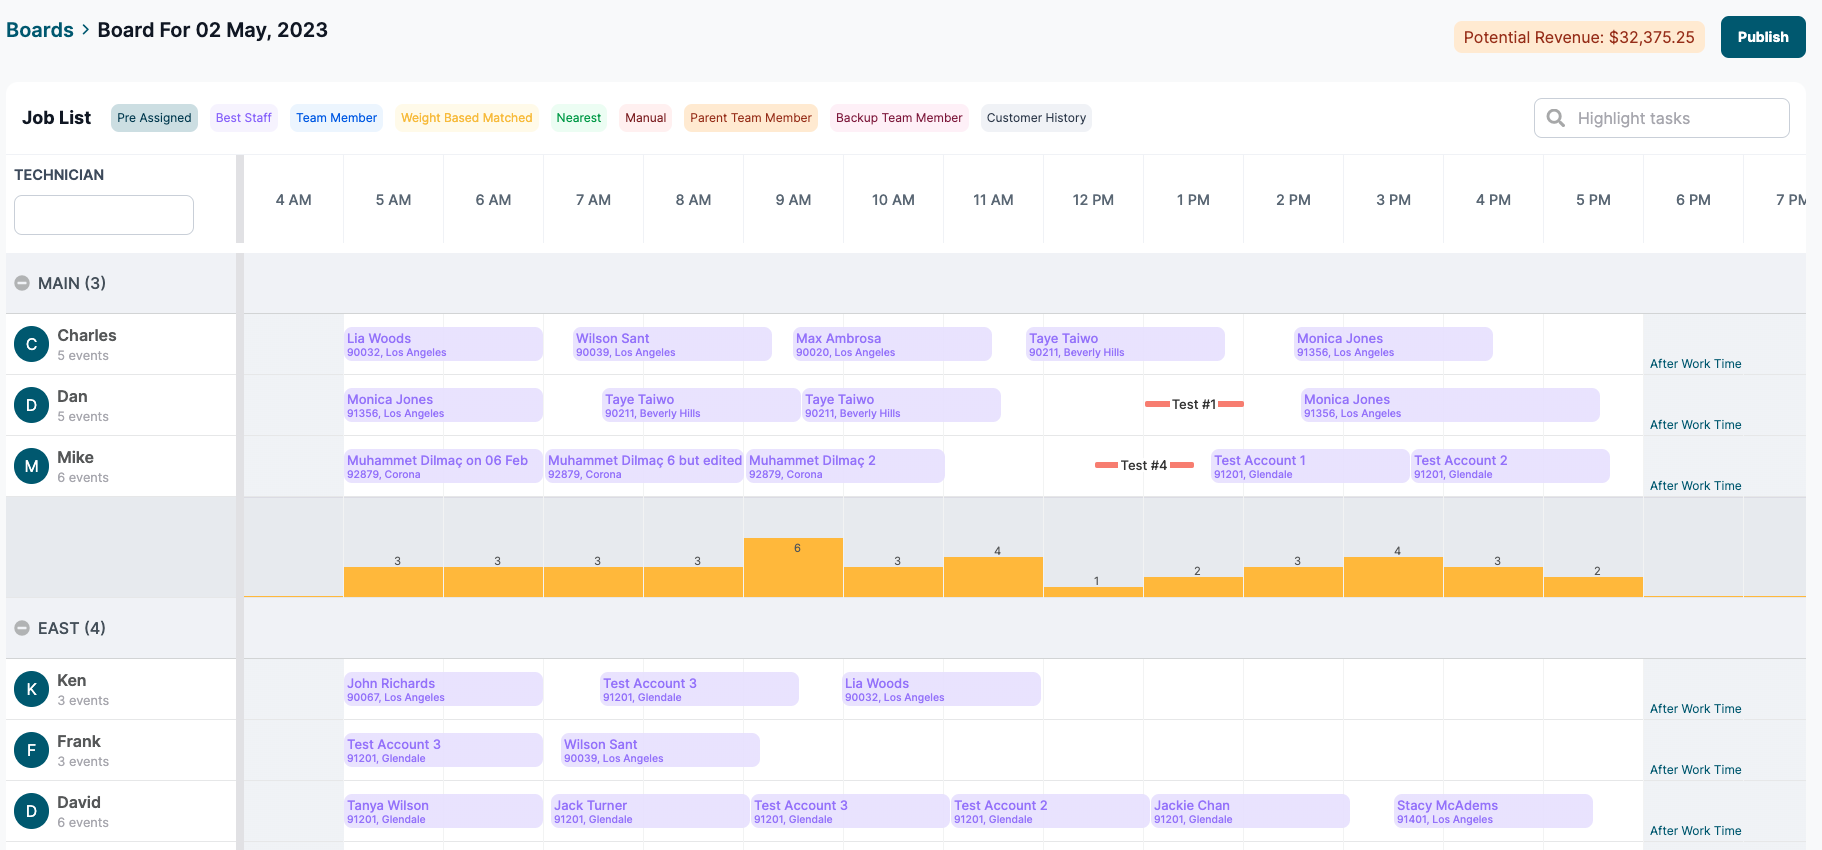 Boards > Board For 02 May, 2023
Potential Revenue: $32,375.25
Publish
Job List
Pre Assigned
Best Staff
Team Member
Weight Based Matched
Nearest
Manual
Parent Team Member
Backup Team Member
Customer History
Highlight tasks
TECHNICIAN
4 AM
5 AM
6 AM
7 AM
8 AM
9 AM
10 AM
11 AM
12 PM
1 PM
2 PM
3 PM
4 PM
5 PM
6 PM
7 PM
MAIN (3)
C
Charles
5 events
Lia Woods
90032, Los Angeles
Wilson Sant
90039, Los Angeles
Max Ambrosa
90020, Los Angeles
Taye Taiwo
90211, Beverly Hills
Monica Jones
91356, Los Angeles
After Work Time
D
Dan
5 events
Monica Jones
91356, Los Angeles
Taye Taiwo
90211, Beverly Hills
Taye Taiwo
90211, Beverly Hills
Test #1
Monica Jones
91356, Los Angeles
After Work Time
M
Mike
6 events
Muhammet Dilmaç on 06 Feb
92879, Corona
Muhammet Dilmaç 6 but edited
92879, Corona
Muhammet Dilmaç 2
92879, Corona
Test #4
Test Account 1
91201, Glendale
Test Account 2
91201, Glendale
After Work Time
3
3
3
3
6
3
4
1
2
3
4
3
2
EAST (4)
K
Ken
3 events
John Richards
90067, Los Angeles
Test Account 3
91201, Glendale
Lia Woods
90032, Los Angeles
After Work Time
F
Frank
3 events
Test Account 3
91201, Glendale
Wilson Sant
90039, Los Angeles
After Work Time
D
David
6 events
Tanya Wilson
91201, Glendale
Jack Turner
91201, Glendale
Test Account 3
91201, Glendale
Test Account 2
91201, Glendale
Jackie Chan
91201, Glendale
Stacy McAdems
91401, Los Angeles
After Work Time